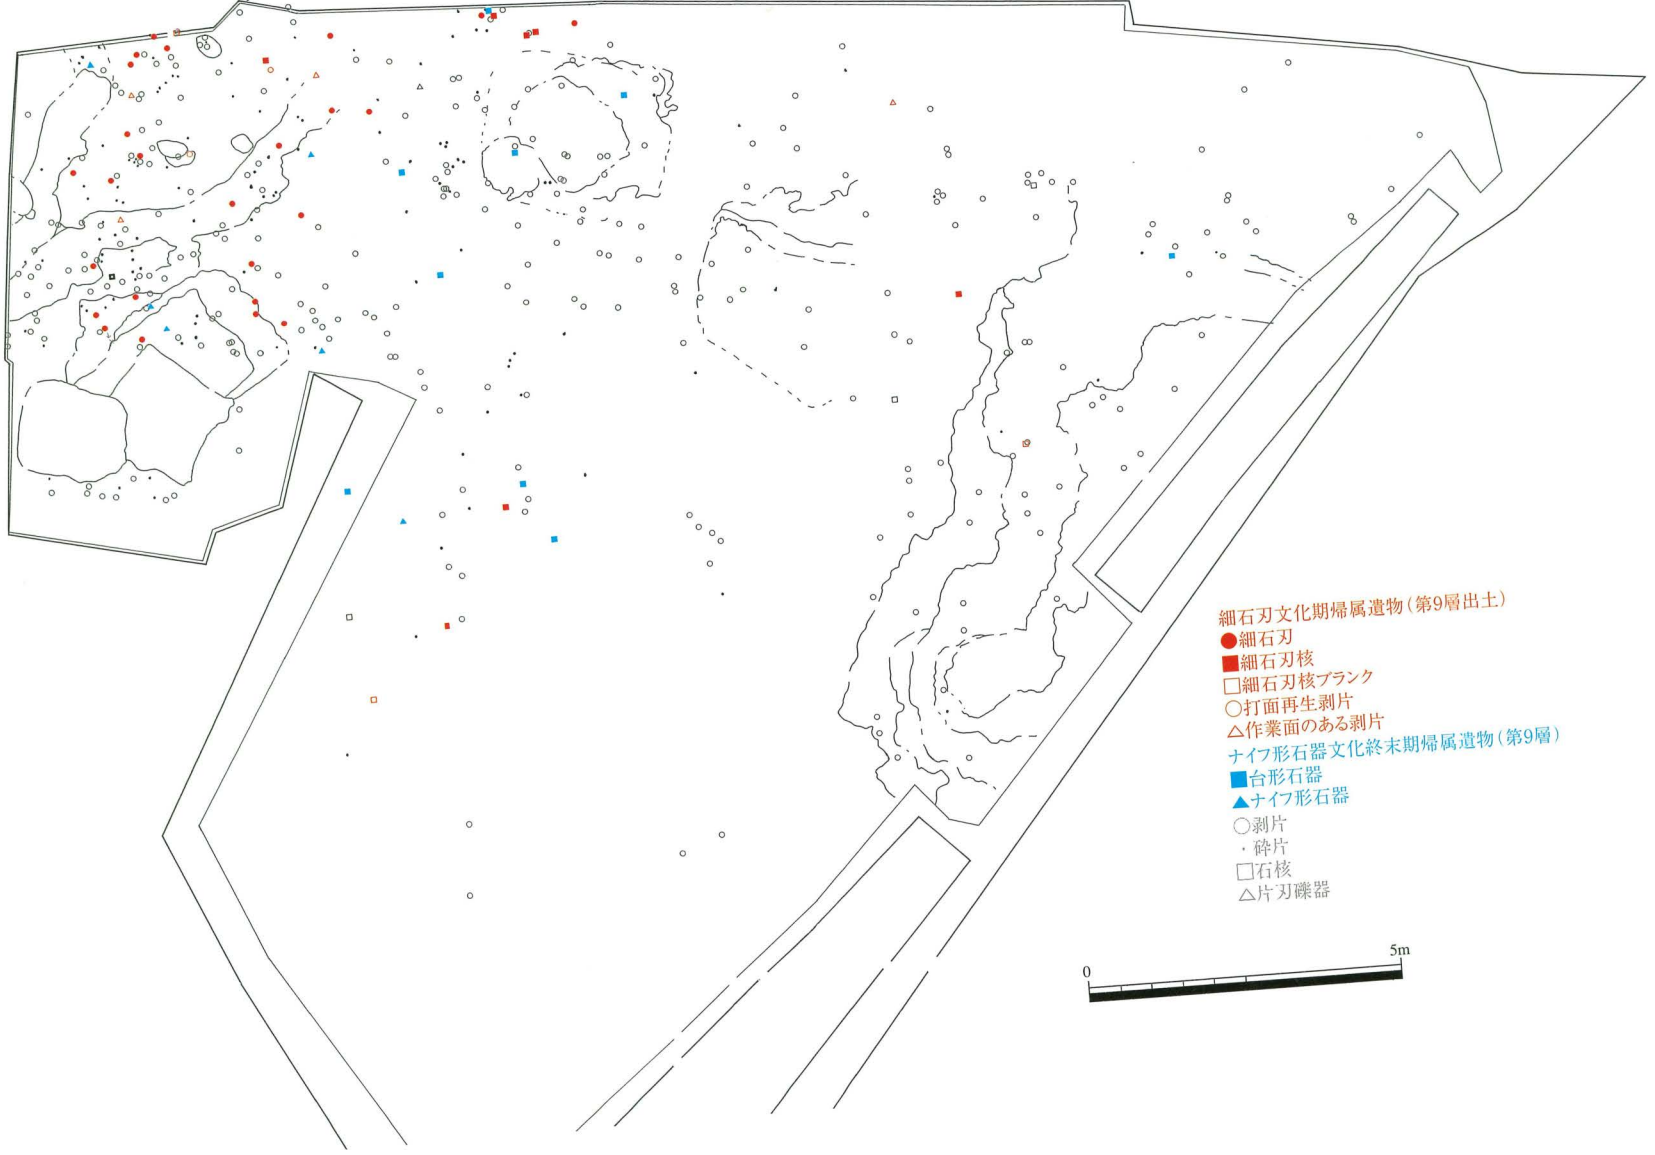 細石刃文化期帰属遺物(第9層出土)
●細石刃
■細石刃核
□細石刃核ブランク
○打面再生剥片
△作業面のある剥片
ナイフ形石器文化終末期帰属遺物(第9層)
■台形石器
▲ナイフ形石器
○剥片
・砕片
□石核
△片刃礫器
0 5m